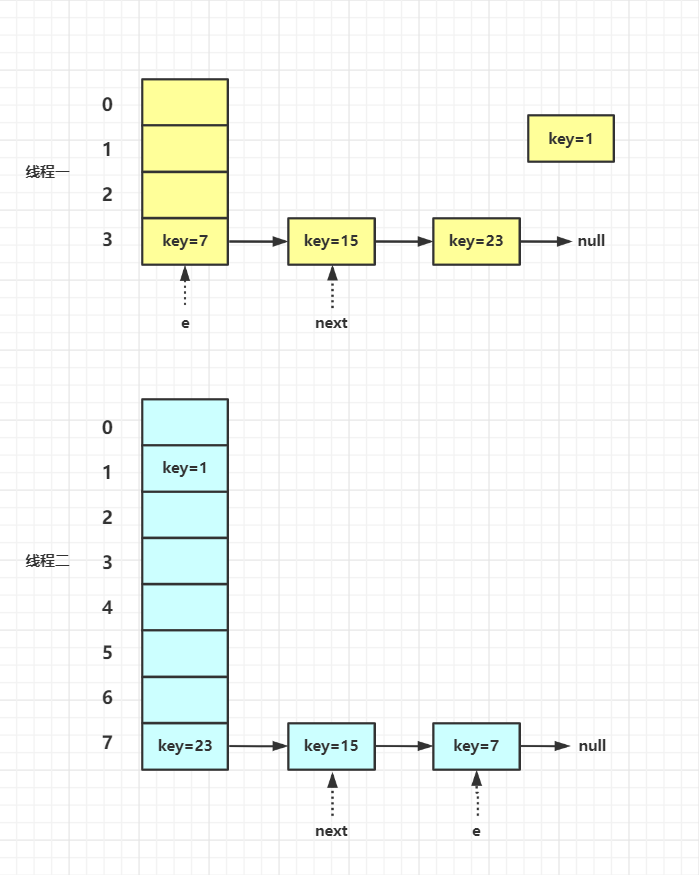 0
key=1
1
线程一
2
3
key=7
key=15
key=23
null
e
next
0
1
key=1
2
线程二
3
4
5
6
7
key=23
key=15
key=7
null
next
e